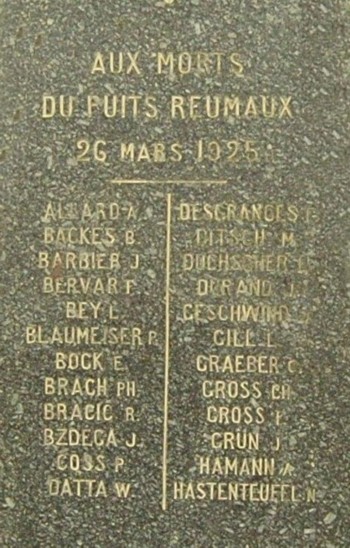 AUX MORTS
DU PUITS REUMAUX
26 MARS 1925
ALLARD A.
BACKES B.
BARBIER J.
BERVAR F.
BEY L.
BLAUMEISER P.
BOCK E.
BRACH PH.
BRACIC R.
BZDEGA J.
COSS P.
DATTA W.
DESGRANGES
DITSCH M.
DUCHSCHER
DURAND
GESCHWIND
GILL L.
GRAEBER C.
GROSS CH.
GROSS
GRUN J.
HAMANN
HASTENTEUFEL N.